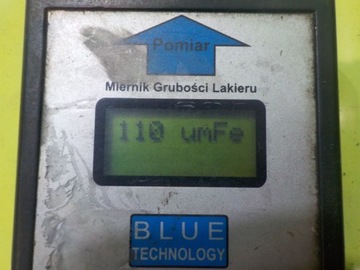 Pomiar
Miernik Grubości Lakieru
110 umFe
BLUE
TECHNOLOGY